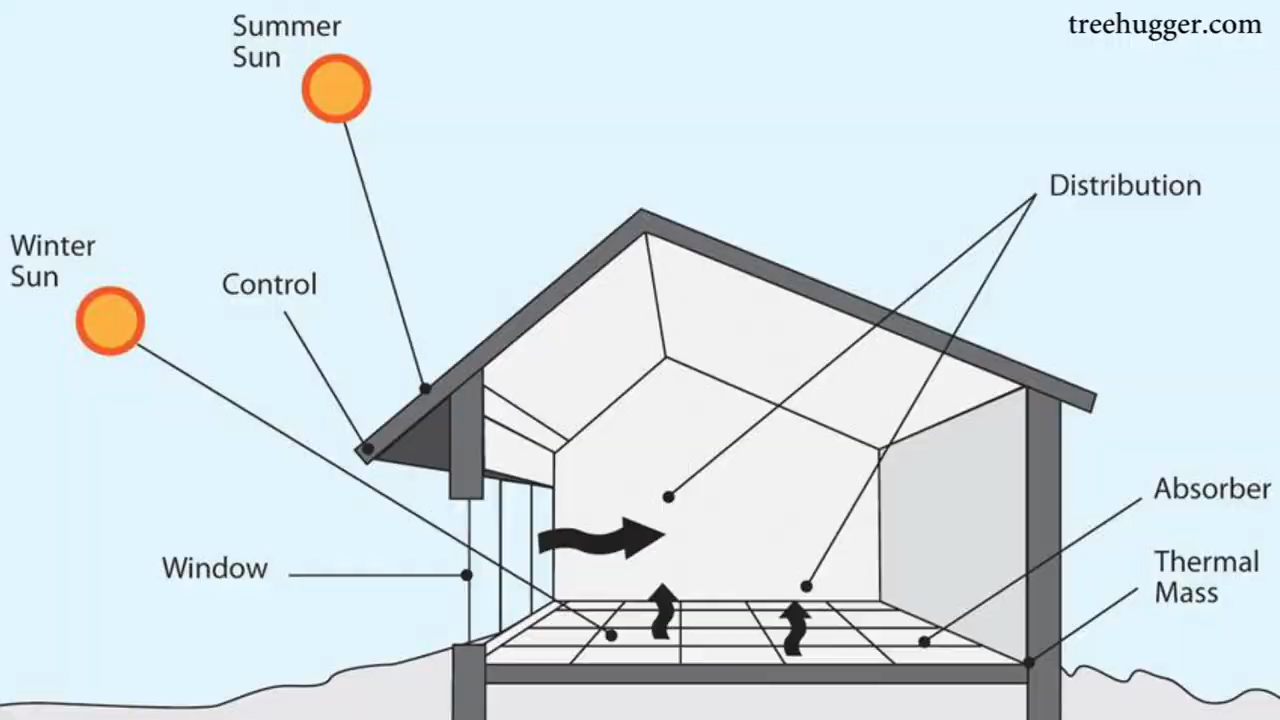 treehugger.com
Summer
Sun
Distribution
Winter
Sun
Control
Absorber
Window
Thermal
Mass